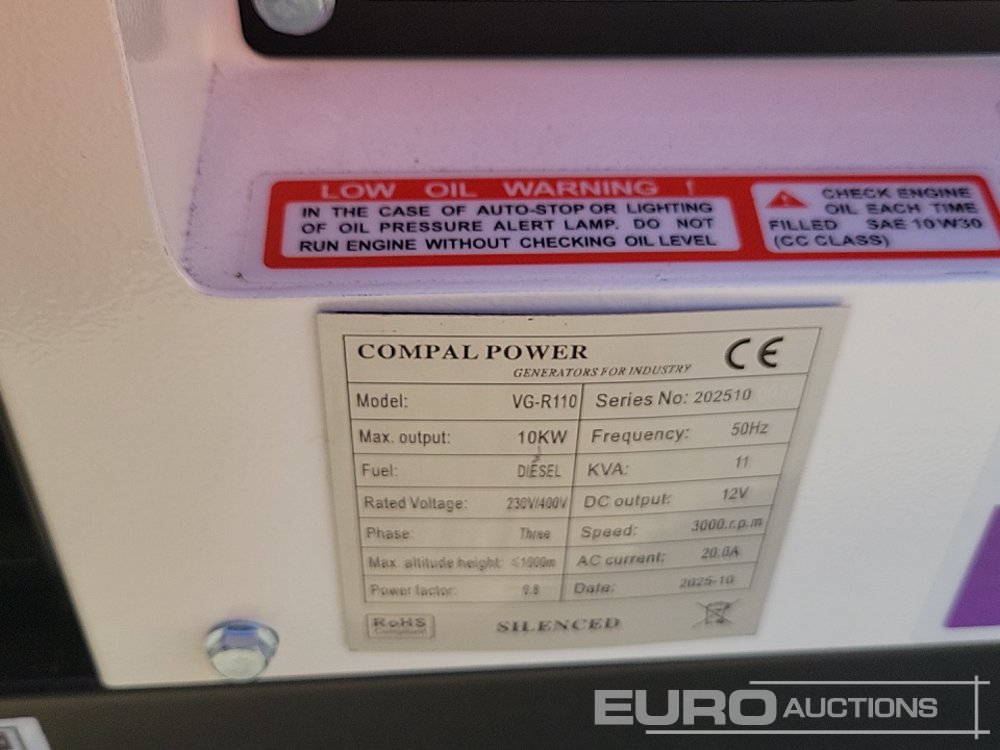 LOW OIL WARNING !
IN THE CASE OF AUTO-STOP OR LIGHTING
OF OIL PRESSURE ALERT LAMP. DO NOT
RUN ENGINE WITHOUT CHECKING OIL LEVEL
CHECK ENGINE
OIL EACH TIME
FILLED SAE 10W30
(CC CLASS)
COMPAL POWER
GENERATORS FOR INDUSTRY
CE
Model: VG-R110 Series No: 202510
Max. output: 10KW Frequency: 50Hz
Fuel: DIESEL KVA: 11
Rated Voltage: 230V/400V DC output: 12V
Phase: Three Speed: 3000.r.p.m
Max. altitude height: ≤1000m AC current: 20.0A
Power factor: 0.8 Date: 2025-10
RoHS
Compliant
SILENCED
EURO AUCTIONS